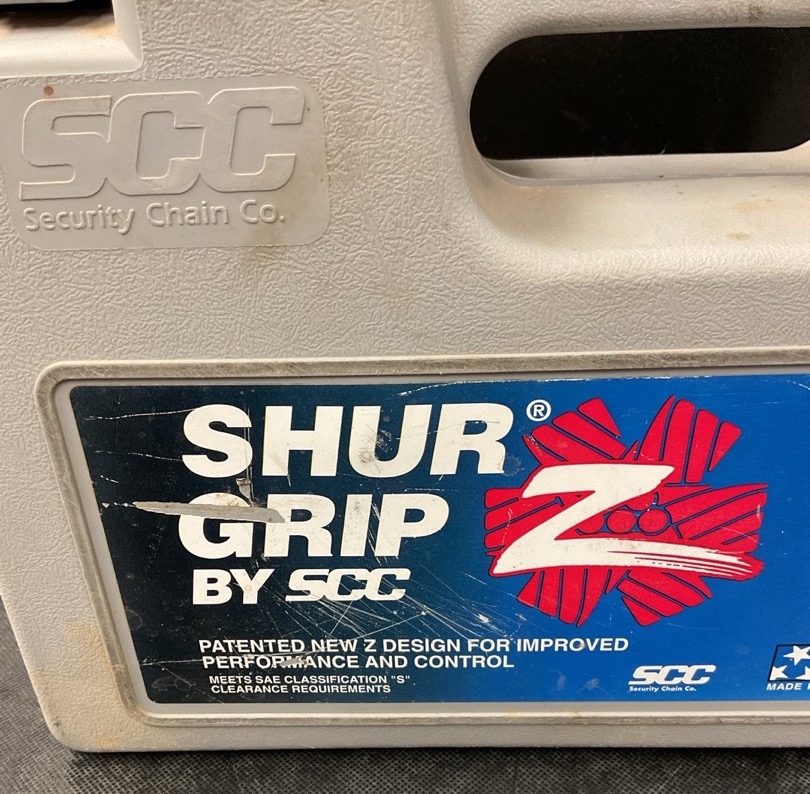 SCC
Security Chain Co.
SHUR®
GRIP
BY SCC
Z
PATENTED NEW Z DESIGN FOR IMPROVED
PERFORMANCE AND CONTROL
MEETS SAE CLASSIFICATION "S"
CLEARANCE REQUIREMENTS
SCC
Security Chain Co.
MADE